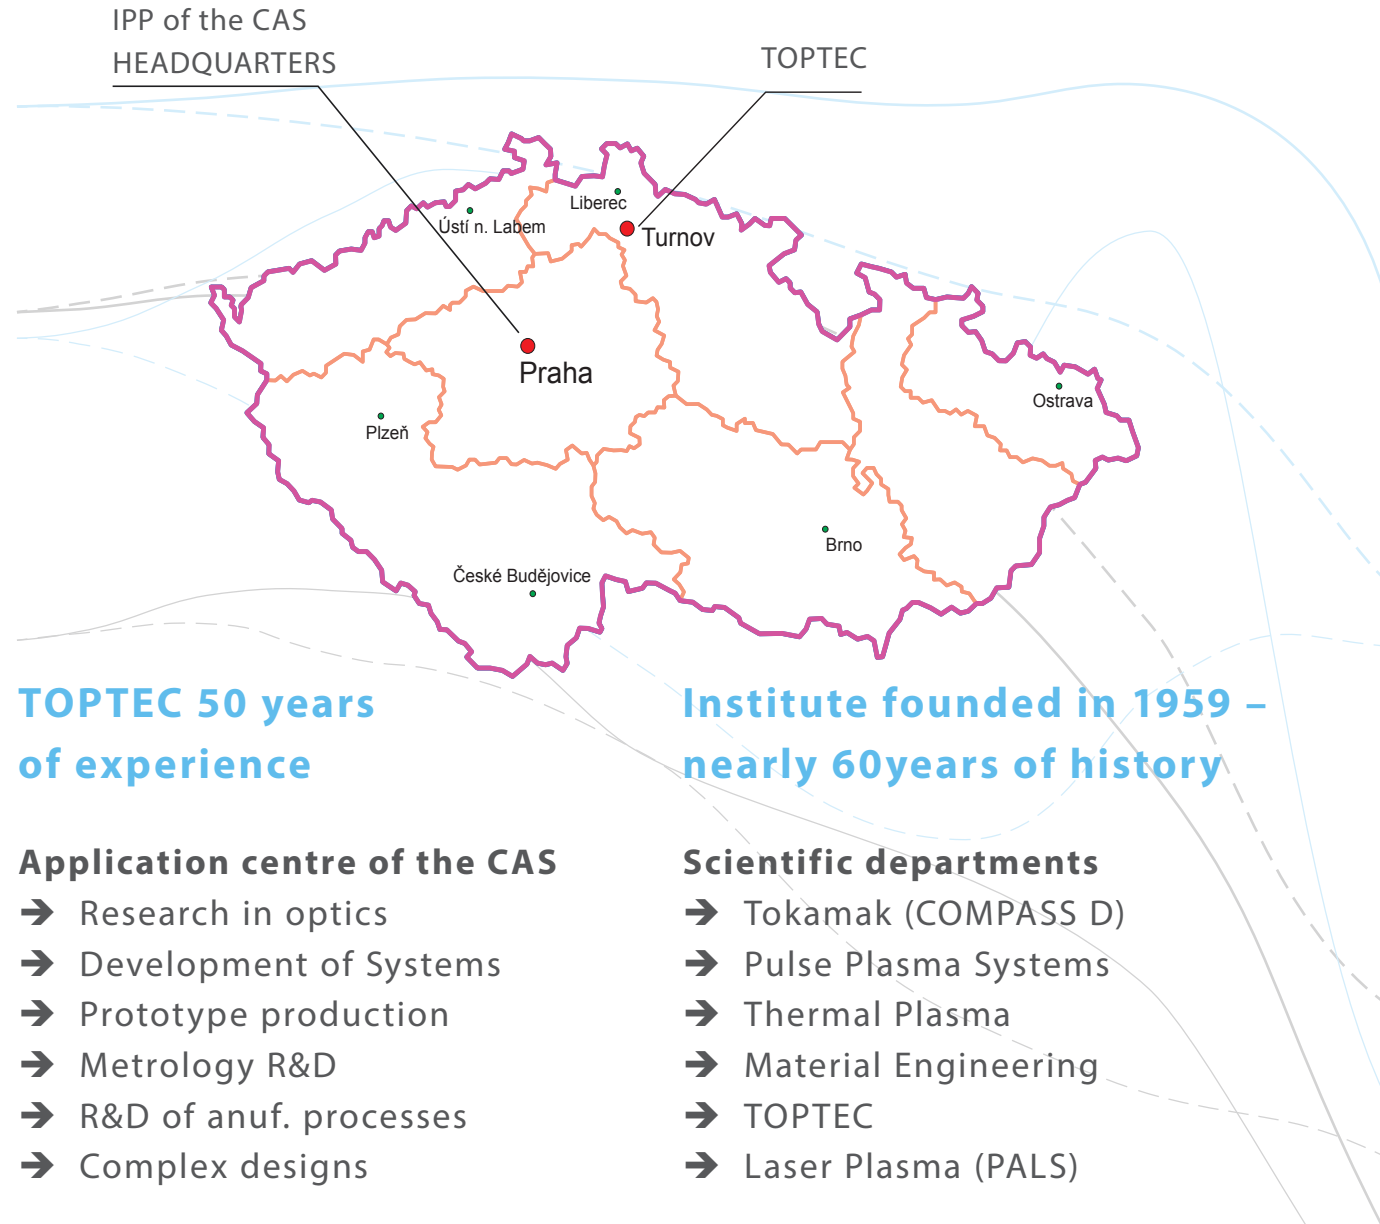 IPP of the CAS
HEADQUARTERS
TOPTEC
Liberec
Ústí n. Labem
Turnov
Praha
Ostrava
Plzeň
Brno
České Budějovice
TOPTEC 50 years
of experience
Application centre of the CAS
➔ Research in optics
➔ Development of Systems
➔ Prototype production
➔ Metrology R&D
➔ R&D of anuf. processes
➔ Complex designs
Institute founded in 1959 –
nearly 60years of history
Scientific departments
➔ Tokamak (COMPASS D)
➔ Pulse Plasma Systems
➔ Thermal Plasma
➔ Material Engineering
➔ TOPTEC
➔ Laser Plasma (PALS)